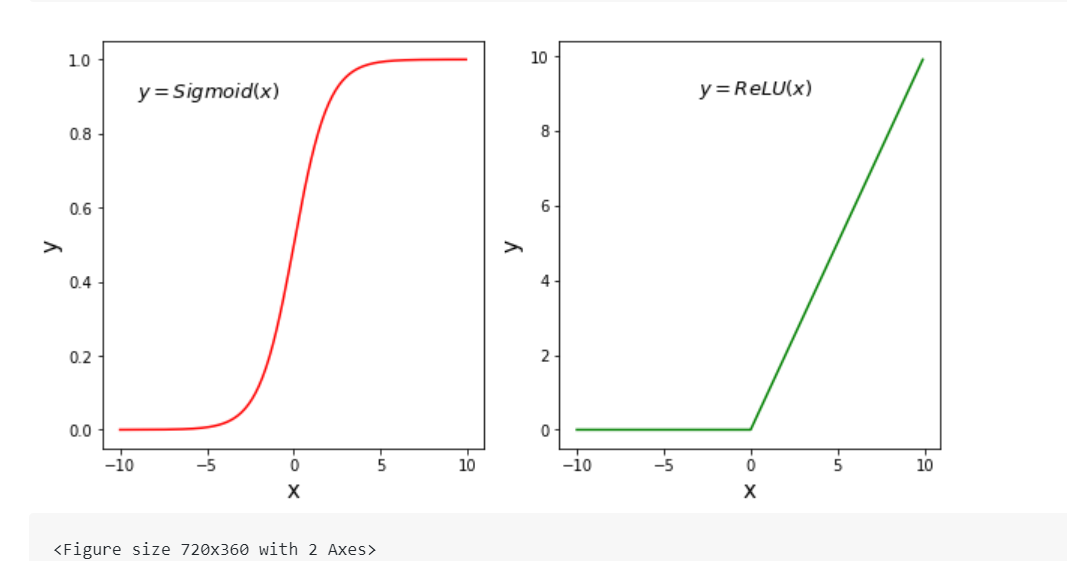 y = Sigmoid(x)
1.0
0.8
0.6
0.4
0.2
0.0
y
−10 −5 0 5 10
x
y = ReLU(x)
10
8
6
4
2
0
y
−10 −5 0 5 10
x
<Figure size 720x360 with 2 Axes>